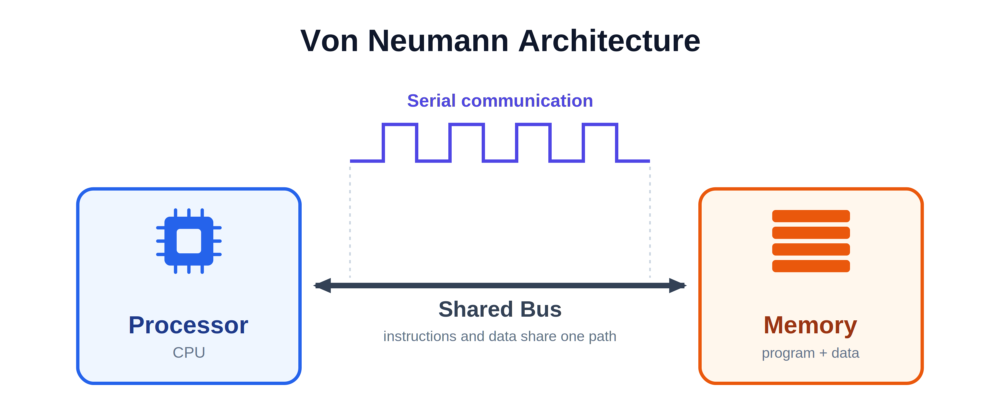 Von Neumann Architecture
Serial communication
Processor
CPU
Shared Bus
instructions and data share one path
Memory
program + data